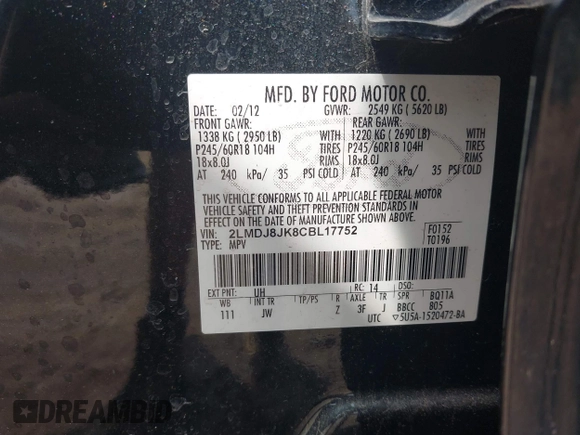 MFD. BY FORD MOTOR CO.
DATE: 02/12 GVWR: 2549 KG ( 5620 LB)
FRONT GAWR: REAR GAWR:
1338 KG ( 2950 LB) WITH 1220 KG ( 2690 LB) WITH
P245/60R18 104H TIRES P245/60R18 104H TIRES
18x8.0J RIMS 18x8.0J RIMS
AT 240 kPa/ 35 PSI COLD AT 240 kPa/ 35 PSI COLD
THIS VEHICLE CONFORMS TO ALL APPLICABLE FEDERAL MOTOR
VEHICLE SAFETY AND THEFT PREVENTION STANDARDS IN
EFFECT ON THE DATE OF MANUFACTURE SHOWN ABOVE.
VIN: 2LMDJ8JK8CBL17752 F0152
TYPE: MPV T0196
EXT PNT: UH RC: 14 DSO:
WB INT TR TP/PS R AXLE TR SPR BQ11A
111 JW Z 3F J BBCC 805
UTC ▽5U5A-1520472-BA
DREAMBID